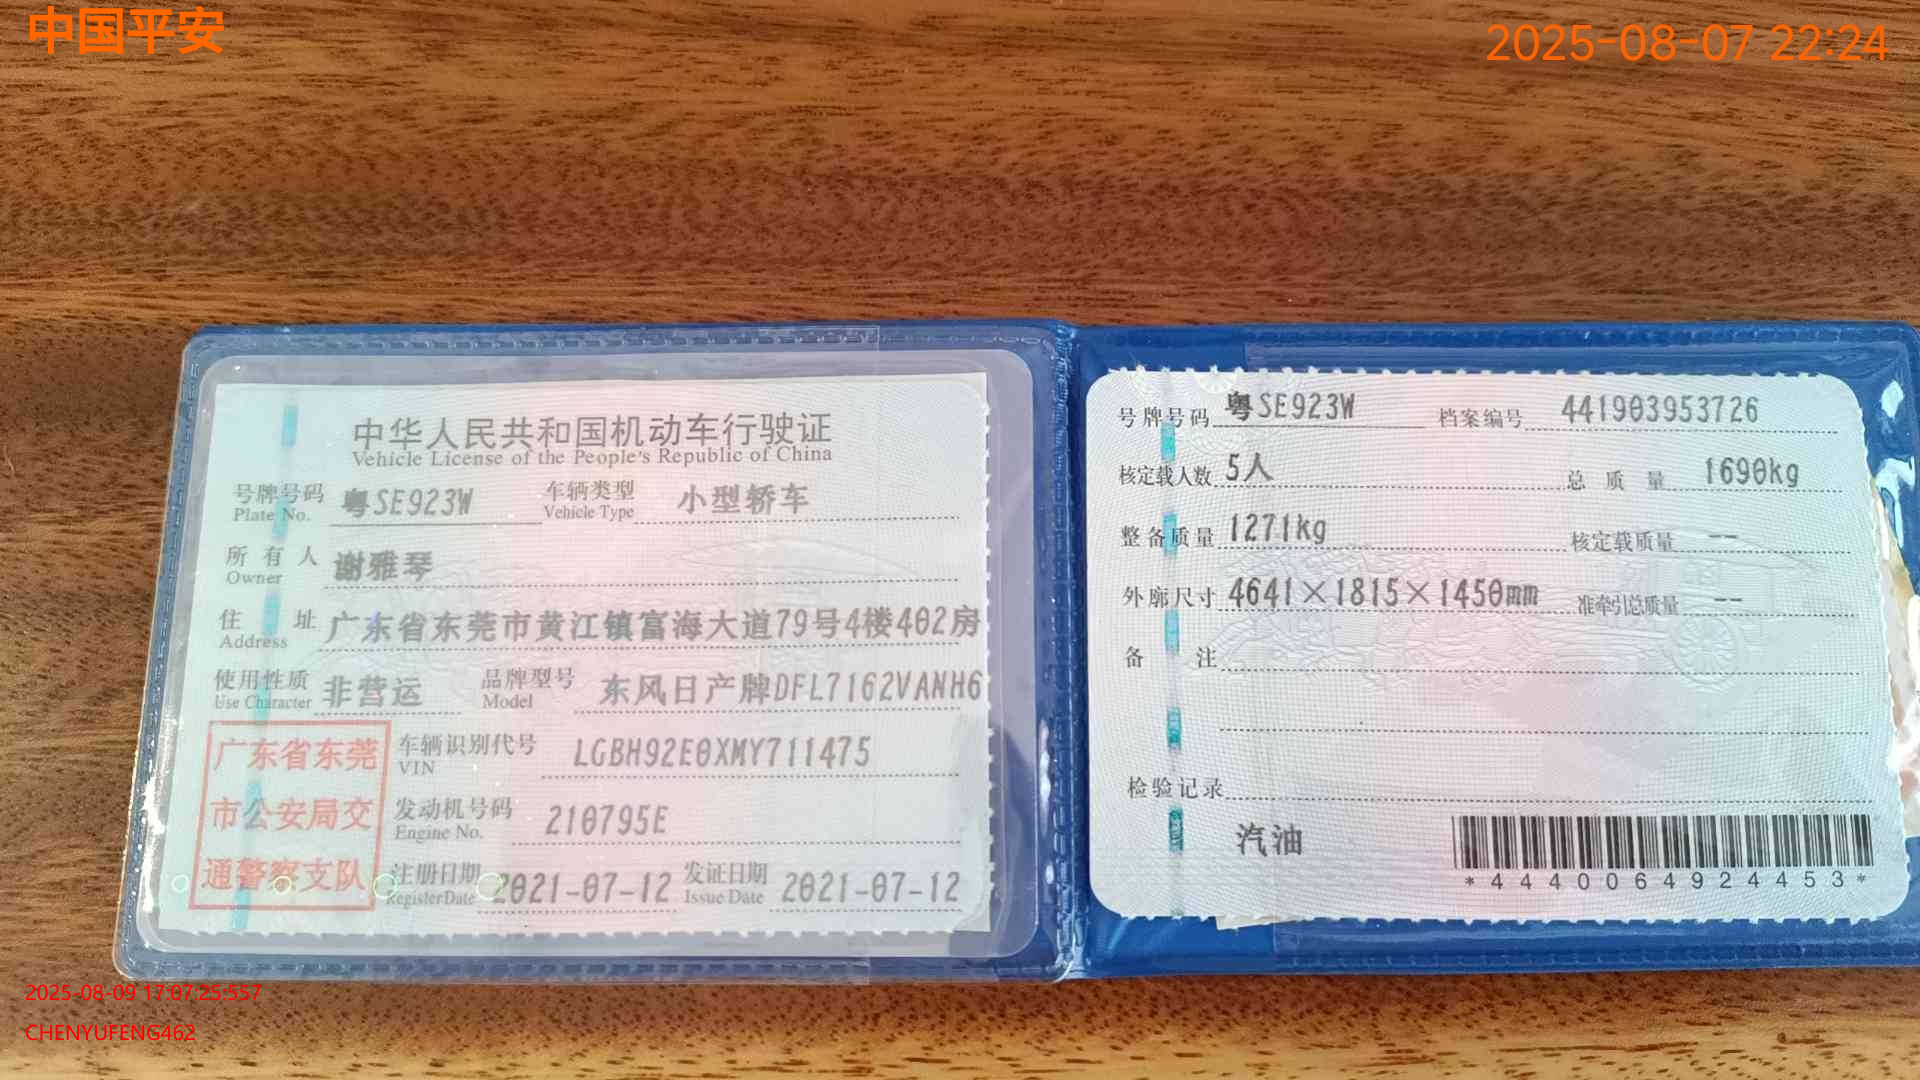 中国平安
2025-08-07 22:24
中华人民共和国机动车行驶证
Vehicle License of the People's Republic of China
号牌号码 粤SE923W 车辆类型 小型轿车
Plate No. Vehicle Type
所有人 谢雅琴
Owner
住址 广东省东莞市黄江镇富海大道79号4楼402房
Address
使用性质 非营运 品牌型号 东风日产牌DFL7162VANH6
Use Character Model
广东省东莞
市公安局交
通警察支队
车辆识别代号 LGBH92E0XMY711475
VIN
发动机号码 210795E
Engine No.
注册日期 2021-07-12 发证日期 2021-07-12
Register Date Issue Date
号牌号码 粤SE923W 档案编号 441903953726
核定载人数 5人 总质量 1690kg
整备质量 1271kg 核定载质量 --
外廓尺寸 4641×1815×1450mm 准牵引总质量 --
备注
检验记录
汽油
*4440064924453*
2025-08-09 17:07:25:557
CHENYUFENG462